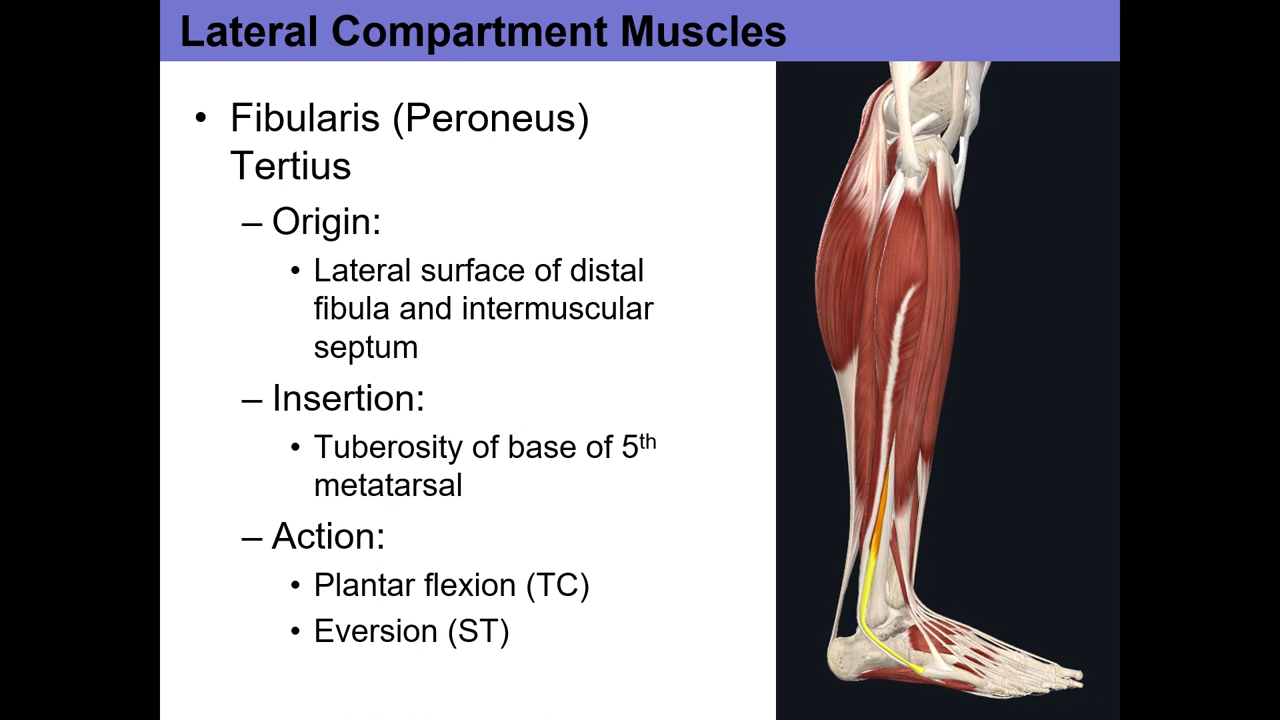 Lateral Compartment Muscles
• Fibularis (Peroneus)
Tertius
– Origin:
• Lateral surface of distal
fibula and intermuscular
septum
– Insertion:
• Tuberosity of base of 5th
metatarsal
– Action:
• Plantar flexion (TC)
• Eversion (ST)